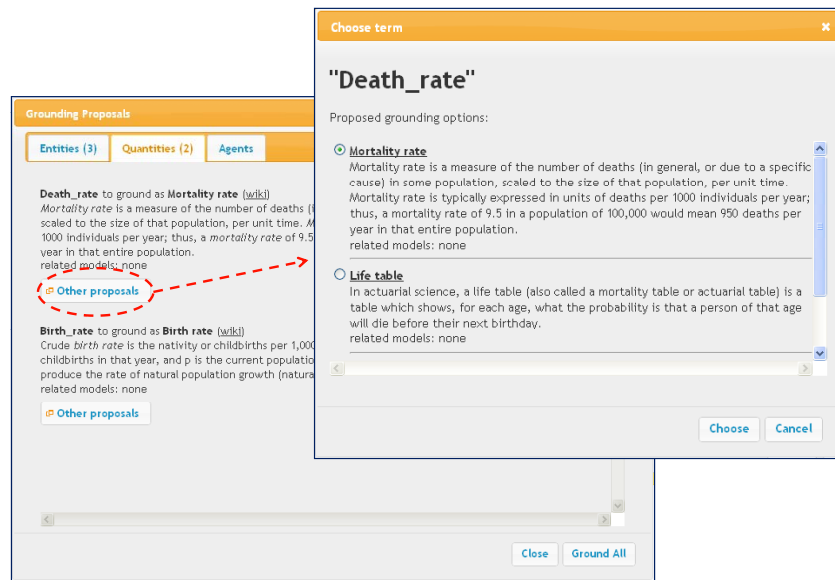 Choose term
"Death_rate"
Proposed grounding options:
Mortality rate
Mortality rate is a measure of the number of deaths (in general, or due to a specific
cause) in some population, scaled to the size of that population, per unit time.
Mortality rate is typically expressed in units of deaths per 1000 individuals per year;
thus, a mortality rate of 9.5 in a population of 100,000 would mean 950 deaths per
year in that entire population.
related models: none
Life table
In actuarial science, a life table (also called a mortality table or actuarial table) is a
table which shows, for each age, what the probability is that a person of that age
will die before their next birthday.
related models: none
Choose
Cancel
Grounding Proposals
Entities (3)
Quantities (2)
Agents
Death_rate to ground as Mortality rate (wiki)
Mortality rate is a measure of the number of deaths (i
scaled to the size of that population, per unit time. M
1000 individuals per year; thus, a mortality rate of 9.5
year in that entire population.
related models: none
Other proposals
Birth_rate to ground as Birth rate (wiki)
Crude birth rate is the nativity or childbirths per 1,000
childbirths in that year, and p is the current populatio
produce the rate of natural population growth (natura
related models: none
Other proposals
Close
Ground All